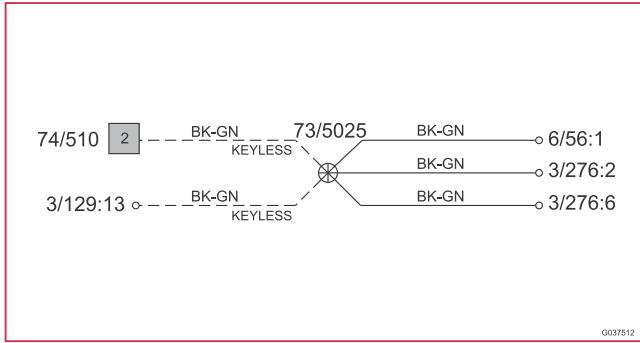 74/510 2 BK-GN KEYLESS 73/5025 BK-GN 6/56:1
BK-GN 3/276:2
3/129:13 BK-GN KEYLESS BK-GN 3/276:6
G037512